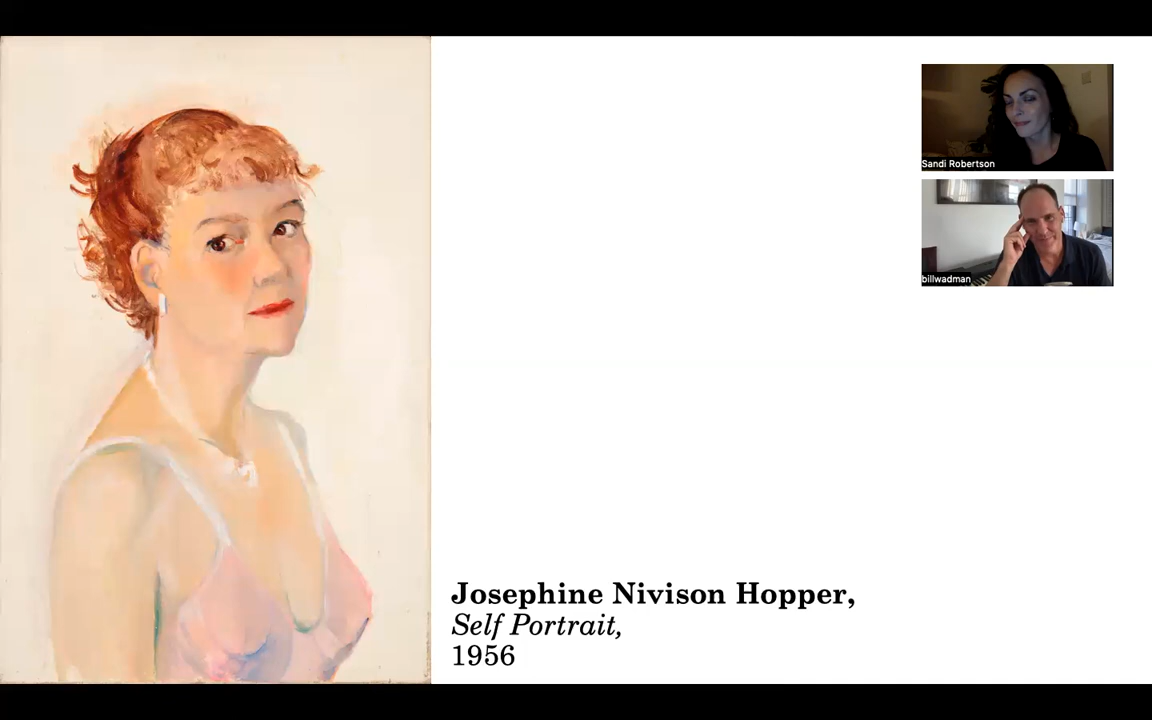 Sandi Robertson
billwadman
Josephine Nivison Hopper,
Self Portrait,
1956